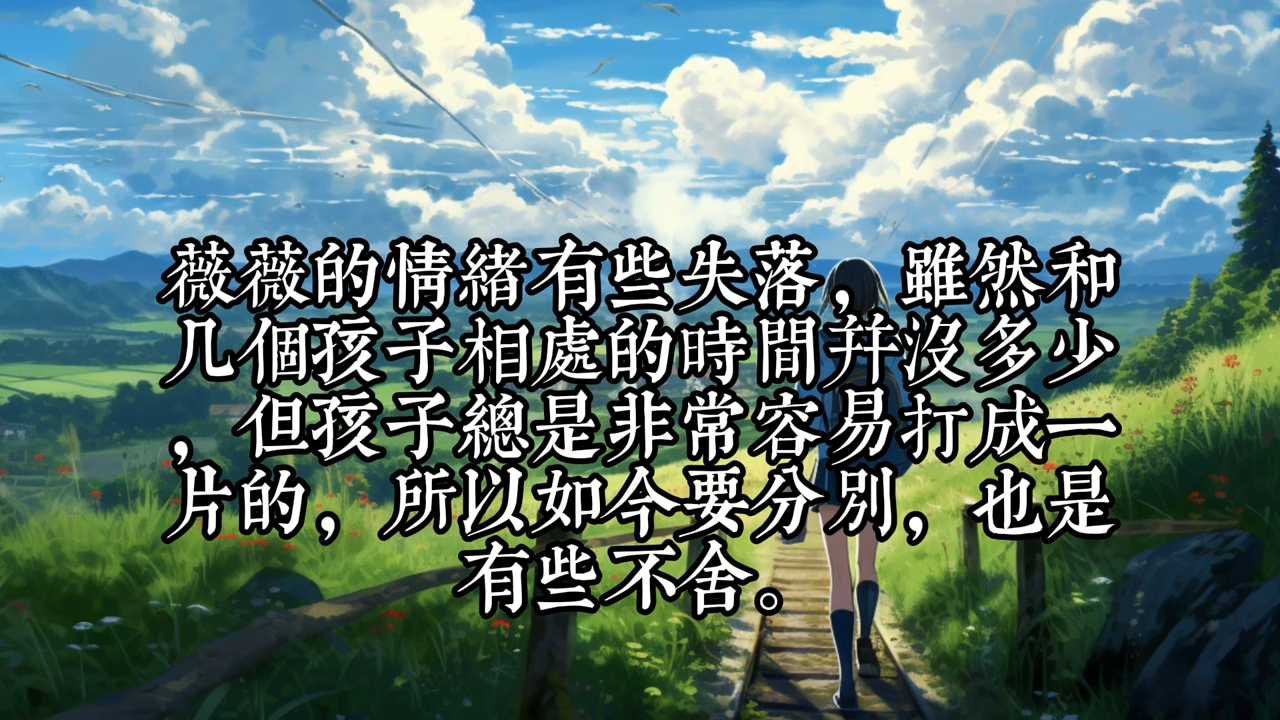 薇薇的情緒有些失落，雖然和
几個孩子相處的時間并沒多少
，但孩子總是非常容易打成一
片的，所以如今要分別，也是
有些不舍。